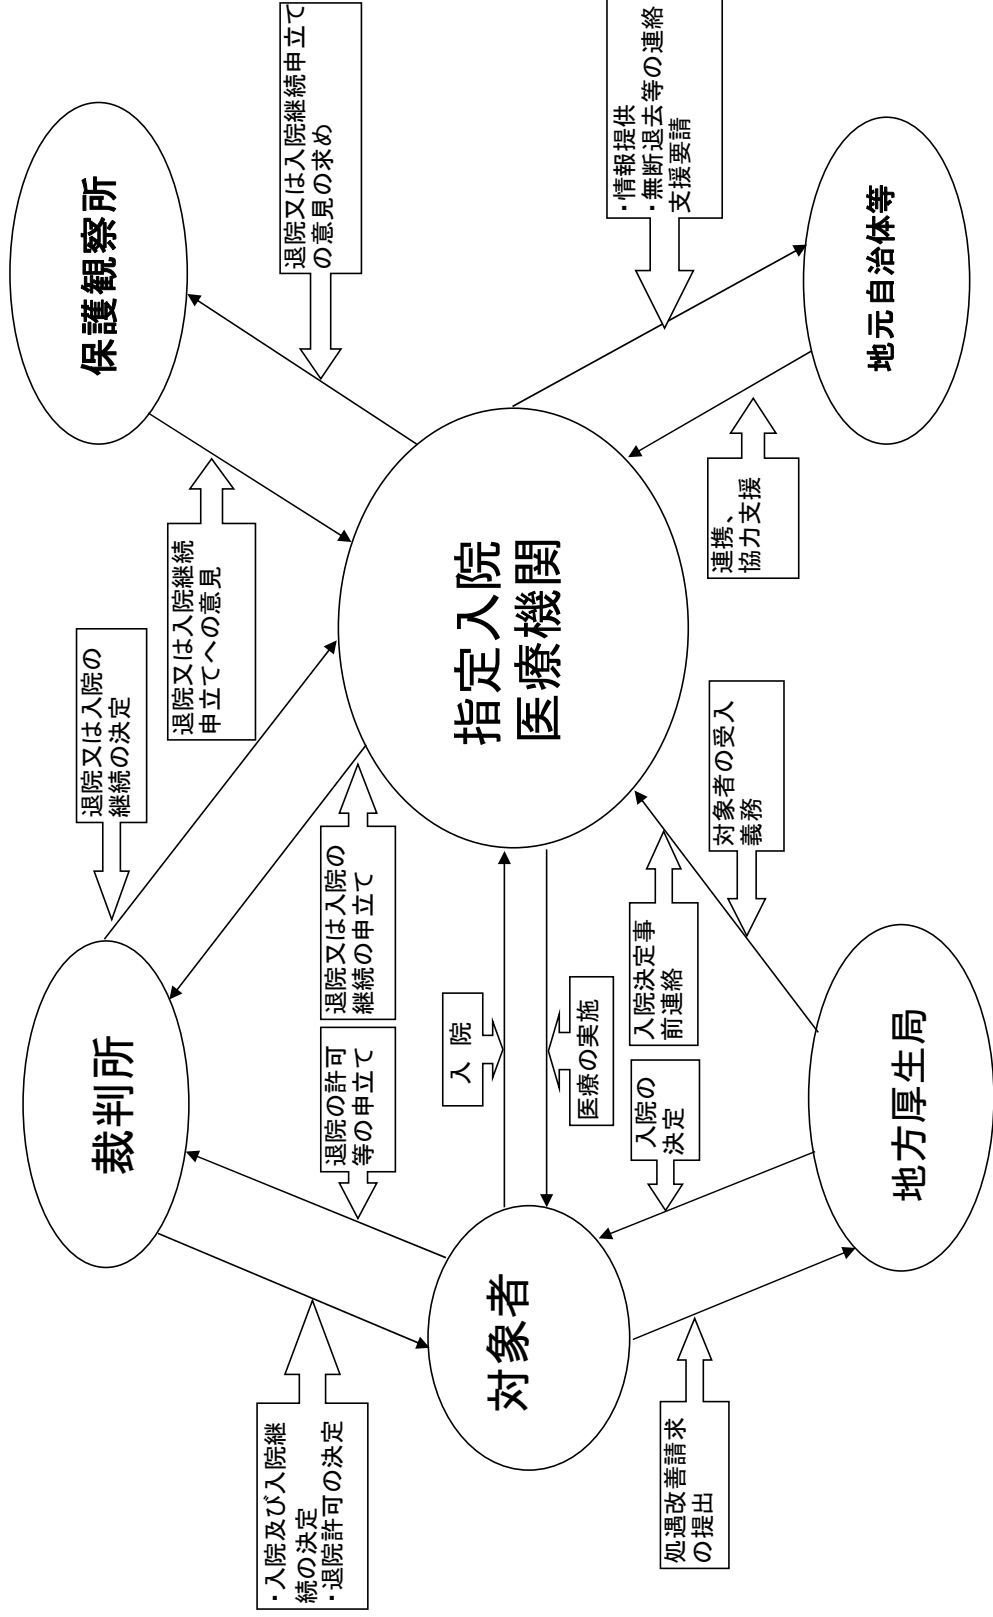 裁判所
保護観察所
指定入院
医療機関
対象者
地方厚生局
地元自治体等
・入院及び入院継
続の決定
・退院許可の決定
退院の許可
等の申立て
退院又は入院の
継続の申立て
退院又は入院の
継続の決定
退院又は入院継続
申立てへの意見
退院又は入院継続申立て
の意見の求め
入 院
医療の実施
処遇改善請求
の提出
入院の
決定
入院決定事
前連絡
対象者の受入
義務
連携、
協力支援
・情報提供
・無断退去等の連絡
支援要請